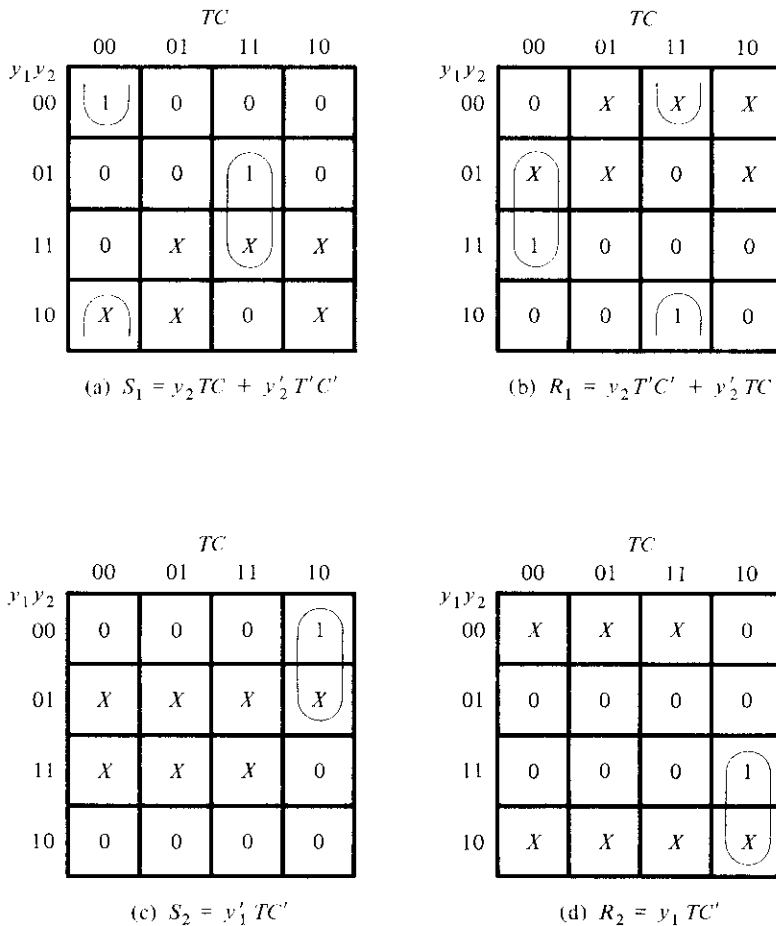 TC
TC
00 01 11 10
00 01 11 10
y₁y₂
y₁y₂
00 1 0 0 0
00 0 X X X
01 0 0 1 0
01 X X 0 X
11 0 X X X
11 1 0 0 0
10 X X 0 X
10 0 0 1 0
(a) S₁ = y₂TC + y′₂T′C′
(b) R₁ = y₂T′C′ + y′₂TC
TC
TC
00 01 11 10
00 01 11 10
y₁y₂
y₁y₂
00 0 0 0 1
00 X X X 0
01 X X X X
01 0 0 0 0
11 X X X 0
11 0 0 0 1
10 0 0 0 0
10 X X X X
(c) S₂ = y′₁TC′
(d) R₂ = y₁TC′